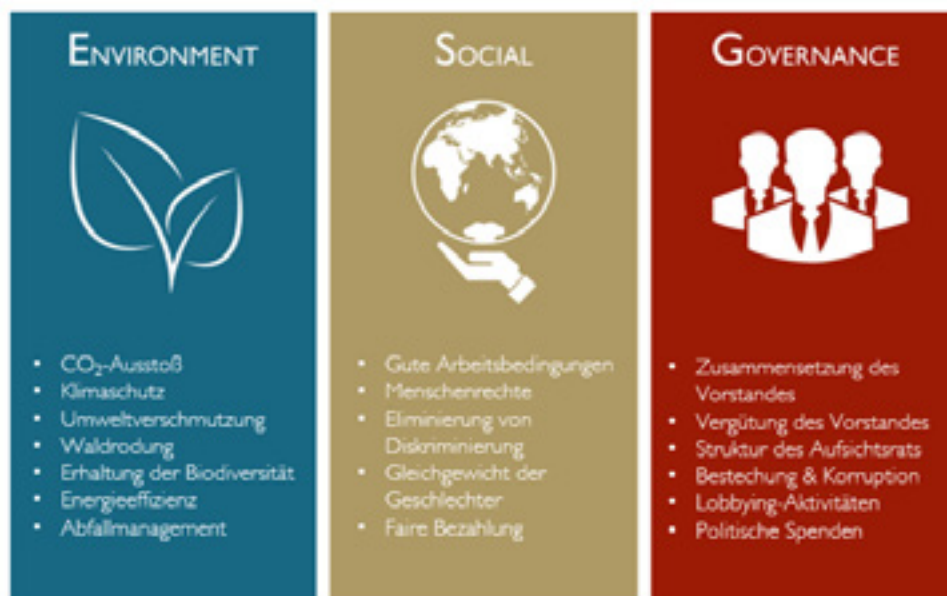 ENVIRONMENT
• CO₂-Ausstoß
• Klimaschutz
• Umweltverschmutzung
• Waldrodung
• Erhaltung der Biodiversität
• Energieeffizienz
• Abfallmanagement
SOCIAL
• Gute Arbeitsbedingungen
• Menschenrechte
• Eliminierung von
Diskriminierung
• Gleichgewicht der
Geschlechter
• Faire Bezahlung
GOVERNANCE
• Zusammensetzung des
Vorstandes
• Vergütung des Vorstandes
• Struktur des Aufsichtsrats
• Bestechung & Korruption
• Lobbying-Aktivitäten
• Politische Spenden